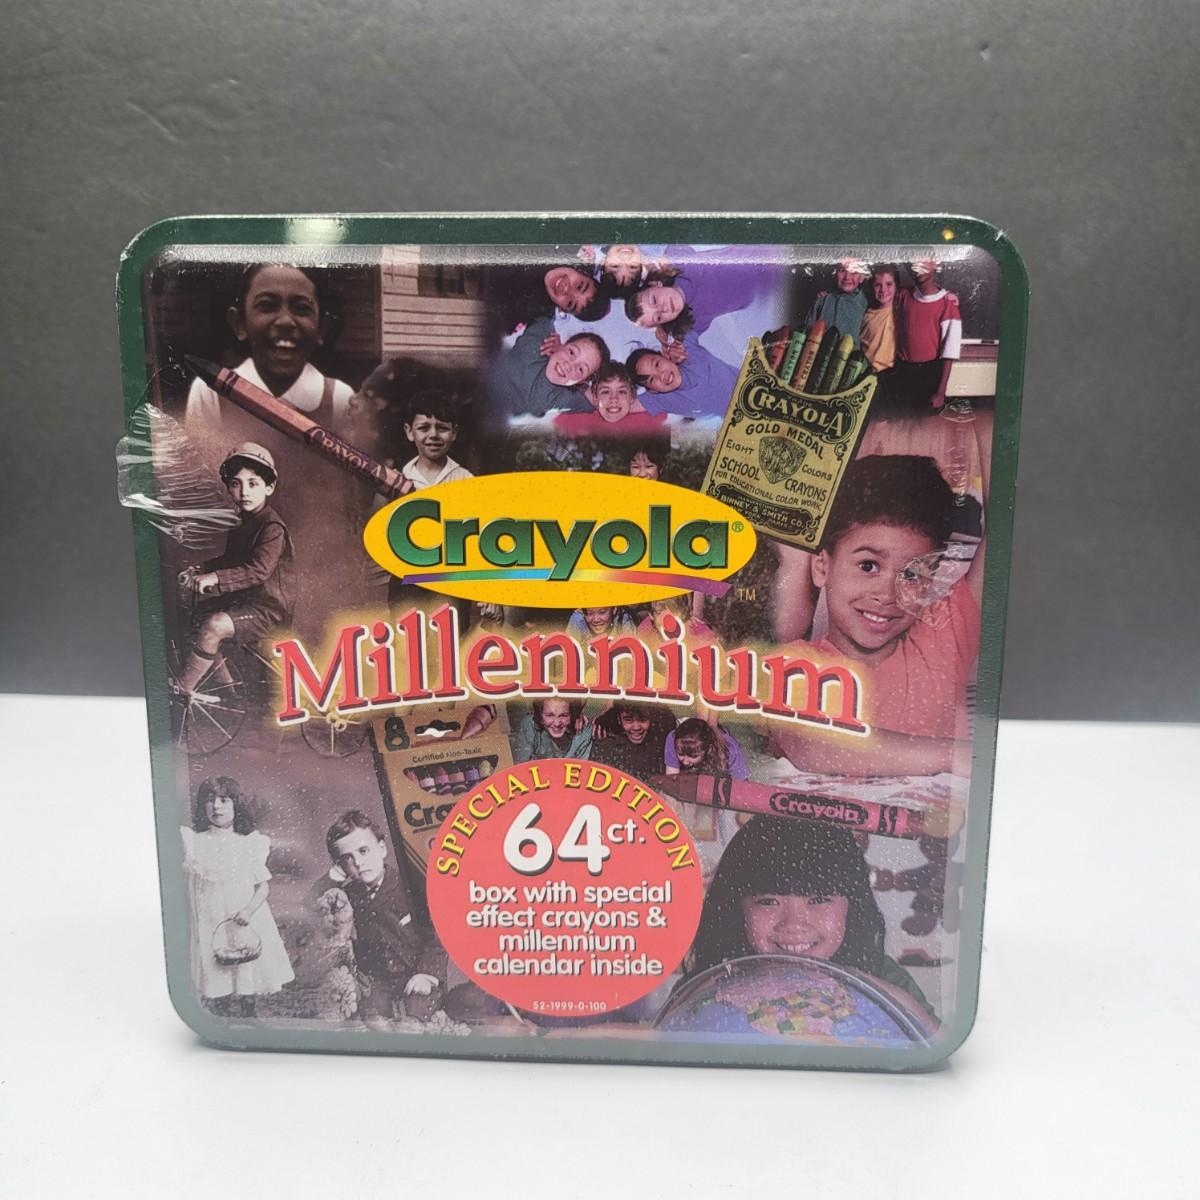 CRAYOLA
CRAYOLA
GOLD MEDAL
EIGHT COLORS
SCHOOL CRAYONS
FOR EDUCATIONAL COLOR WORK
BINNEY & SMITH CO.
Crayola®
TM
Millennium
8
Certified Non-Toxic
Cra
Crayola
SPECIAL EDITION
64 ct.
box with special
effect crayons &
millennium
calendar inside
52-1999-0-100